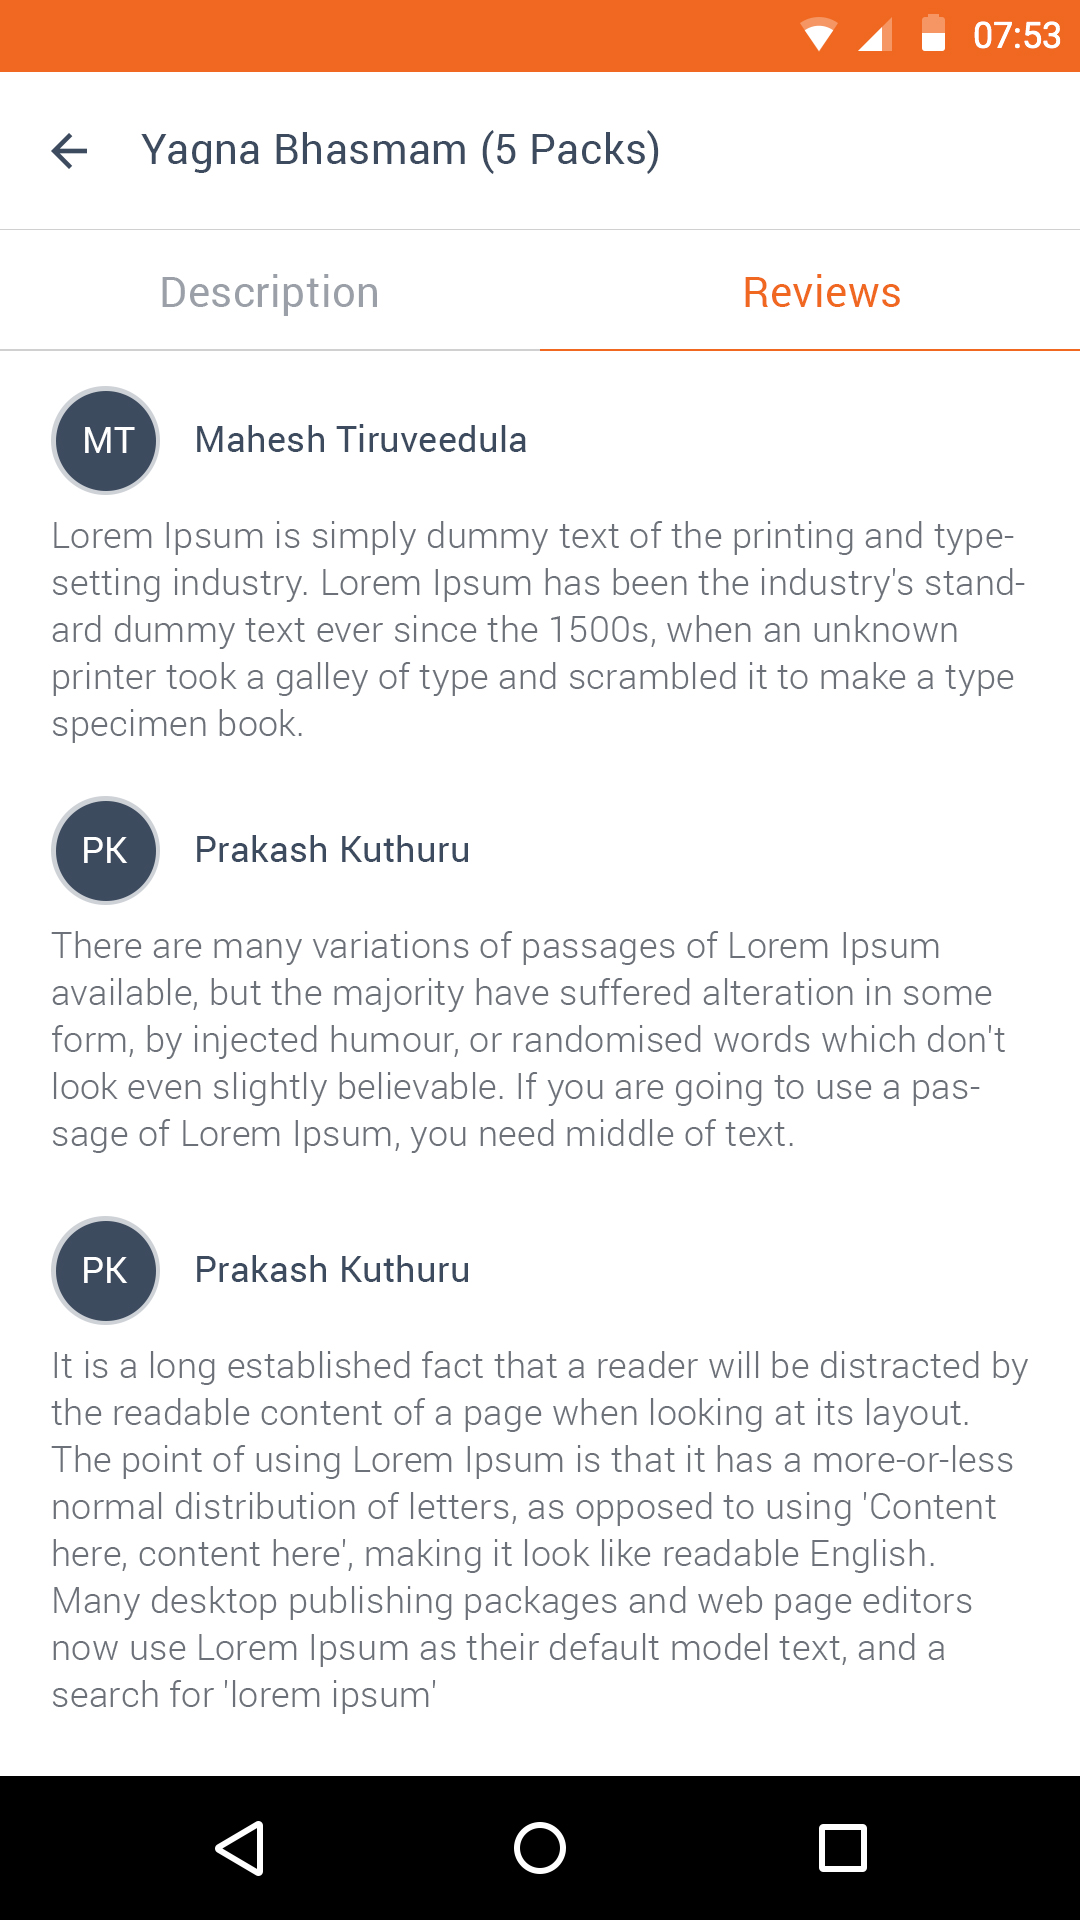 07:53
Yagna Bhasmam (5 Packs)
Description
Reviews
MT
Mahesh Tiruveedula
Lorem Ipsum is simply dummy text of the printing and type-
setting industry. Lorem Ipsum has been the industry's stand-
ard dummy text ever since the 1500s, when an unknown
printer took a galley of type and scrambled it to make a type
specimen book.
PK
Prakash Kuthuru
There are many variations of passages of Lorem Ipsum
available, but the majority have suffered alteration in some
form, by injected humour, or randomised words which don't
look even slightly believable. If you are going to use a pas-
sage of Lorem Ipsum, you need middle of text.
PK
Prakash Kuthuru
It is a long established fact that a reader will be distracted by
the readable content of a page when looking at its layout.
The point of using Lorem Ipsum is that it has a more-or-less
normal distribution of letters, as opposed to using 'Content
here, content here', making it look like readable English.
Many desktop publishing packages and web page editors
now use Lorem Ipsum as their default model text, and a
search for 'lorem ipsum'